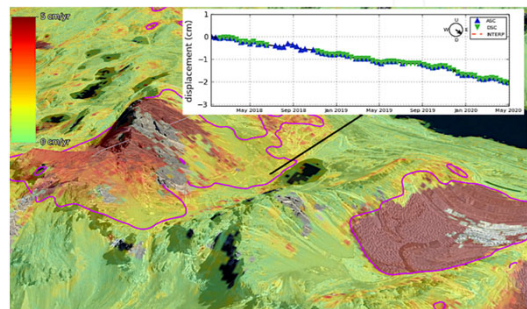 5 cm/yr
0 cm/yr
displacement (cm)
1
0
−1
−2
−3
May 2018
Sep 2018
Jan 2019
May 2019
Sep 2019
Jan 2020
May 2020
W
E
ASC
DSC
INTERP